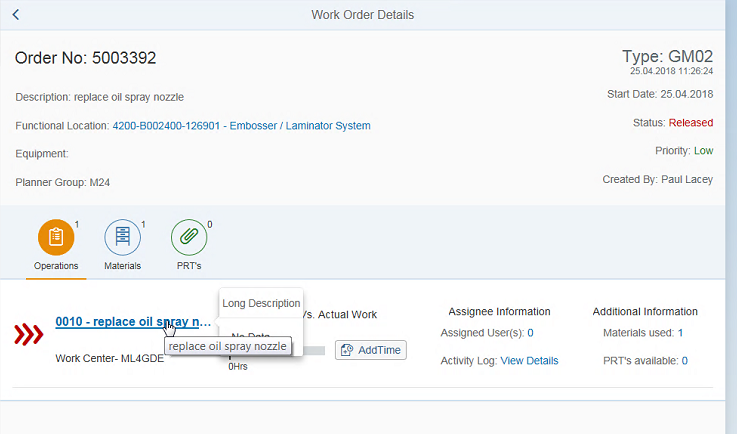 Work Order Details
Order No: 5003392
Type: GM02
25.04.2018 11:26:24
Description: replace oil spray nozzle
Start Date: 25.04.2018
Functional Location: 4200-B002400-126901 - Embosser / Laminator System
Status: Released
Equipment:
Priority: Low
Planner Group: M24
Created By: Paul Lacey
1
1
0
Operations
Materials
PRT's
0010 - replace oil spray n...
Long Description
Vs. Actual Work
Assignee Information
Additional Information
No Data
replace oil spray nozzle
Assigned User(s): 0
Materials used: 1
Work Center- ML4GDE
0Hrs
AddTime
Activity Log: View Details
PRT's available: 0